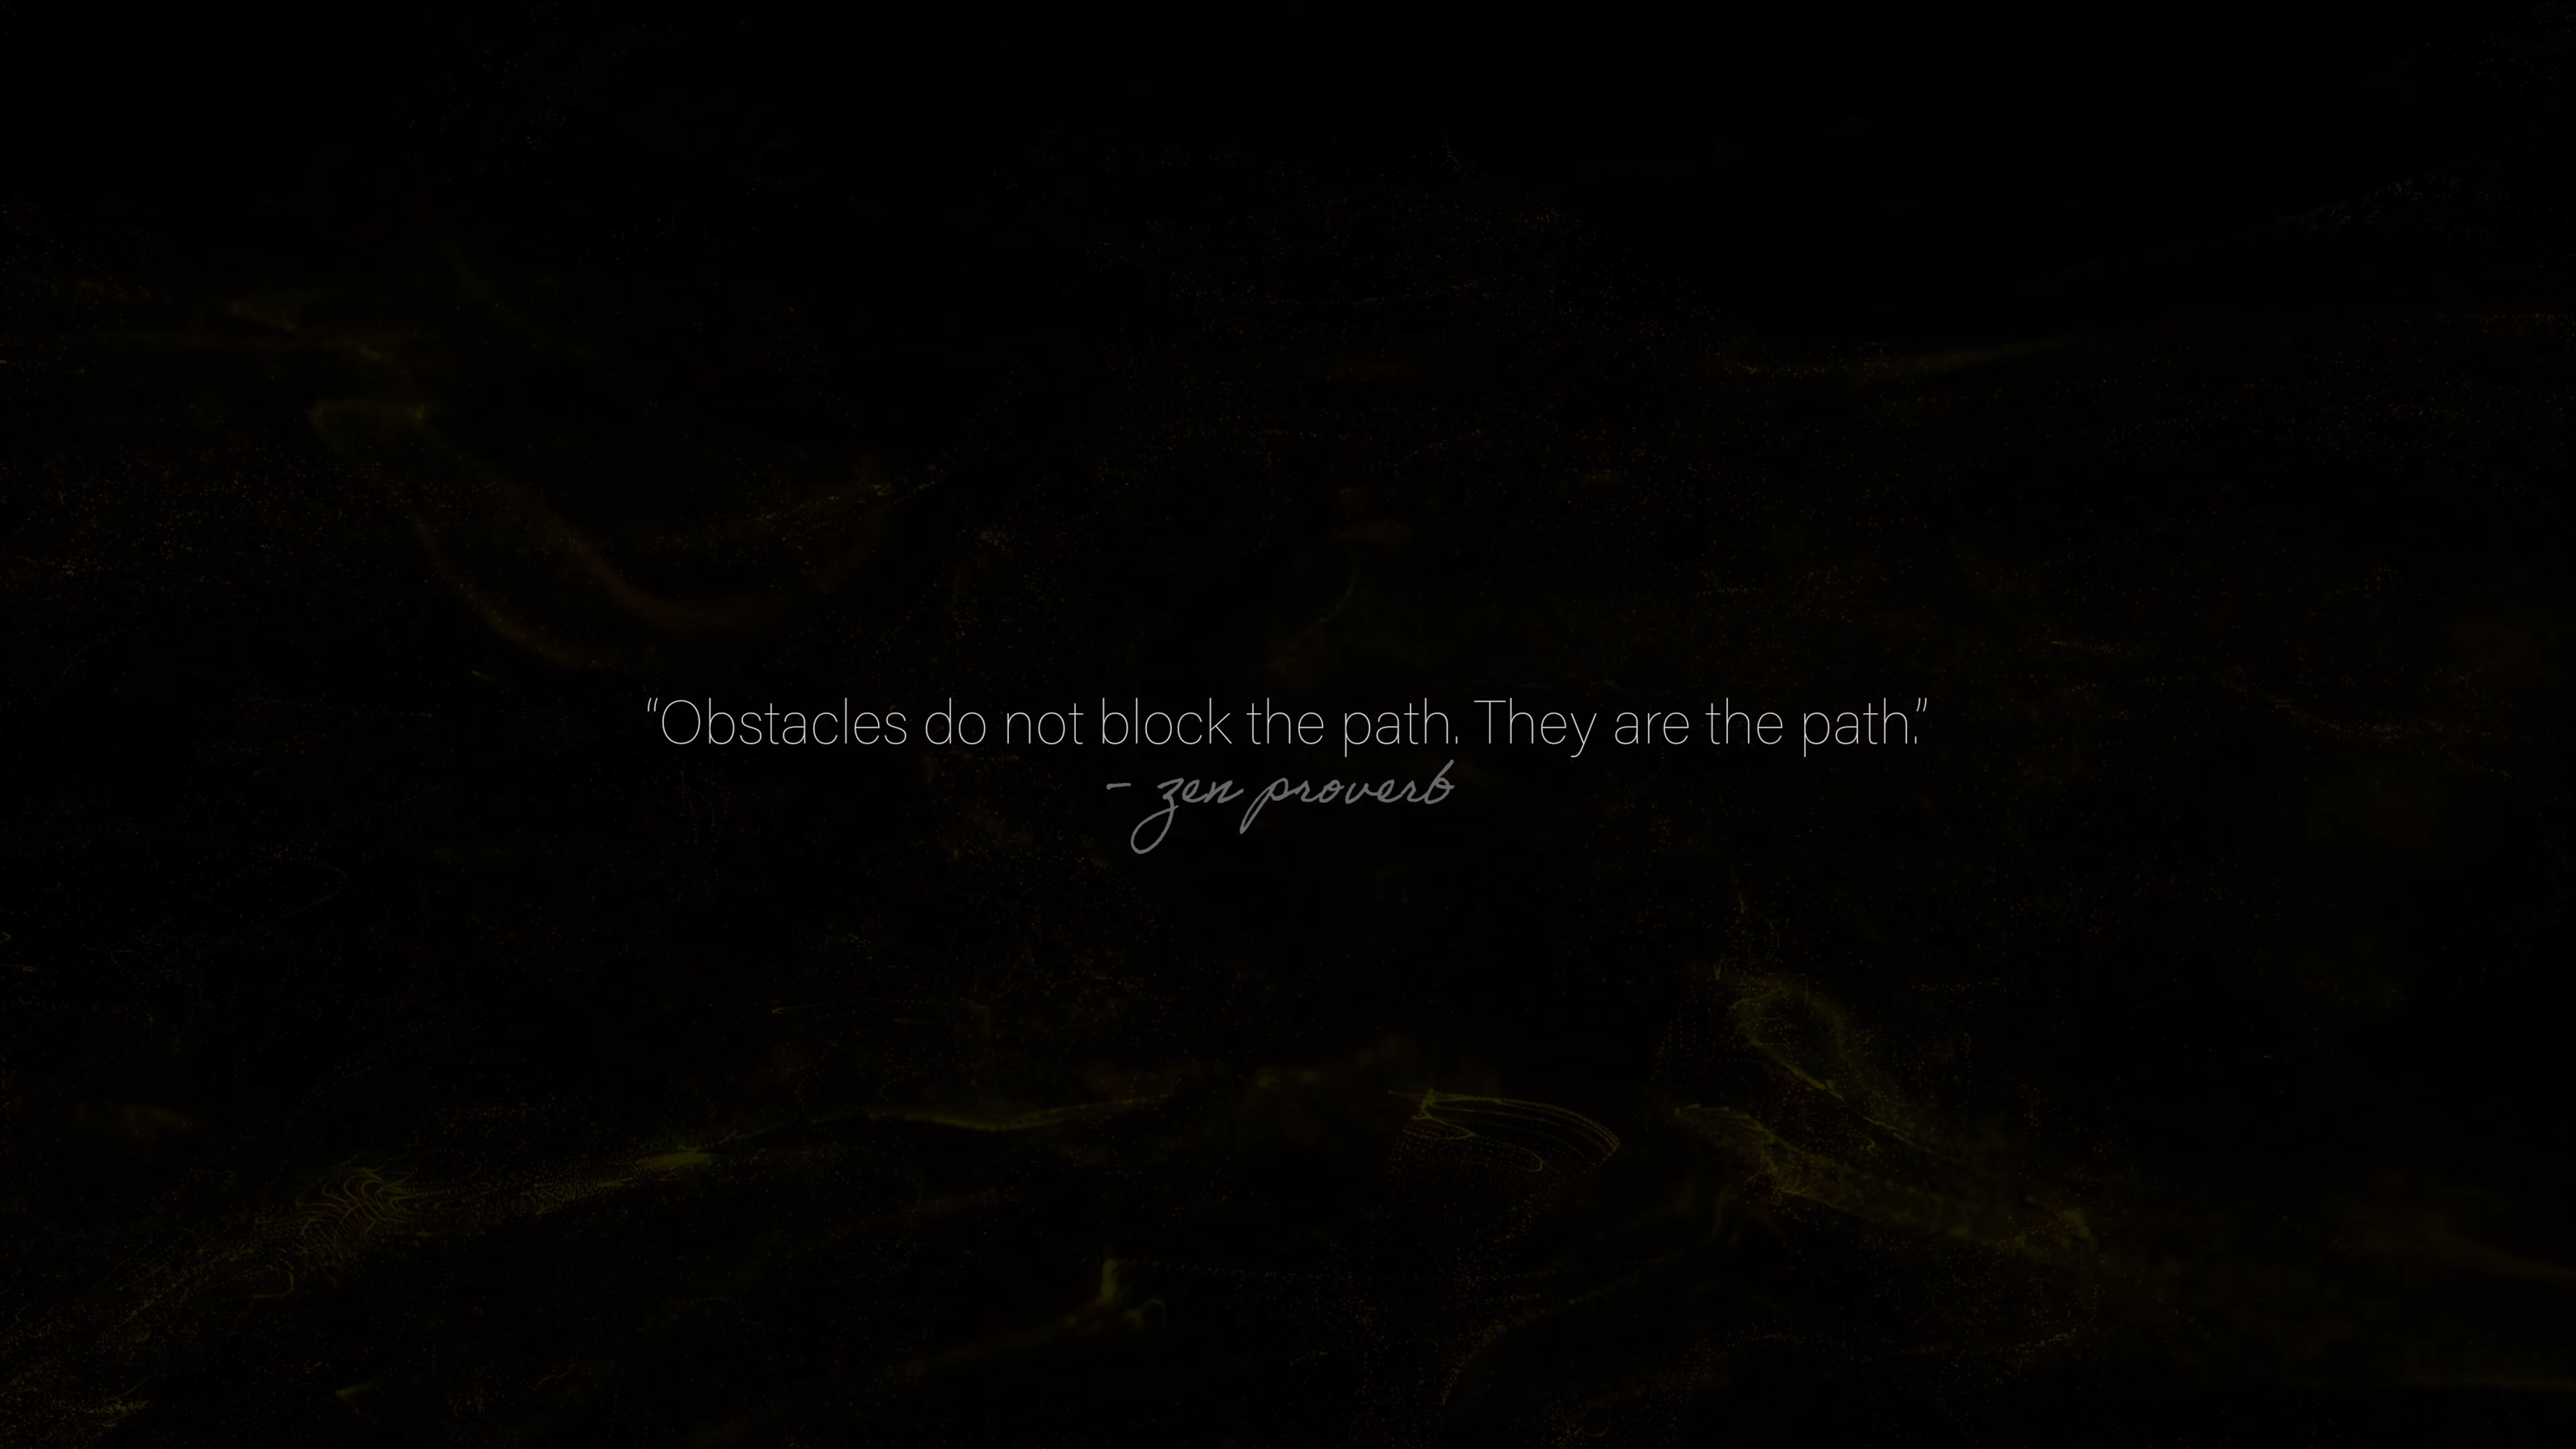 “Obstacles do not block the path. They are the path.”
- zen proverb